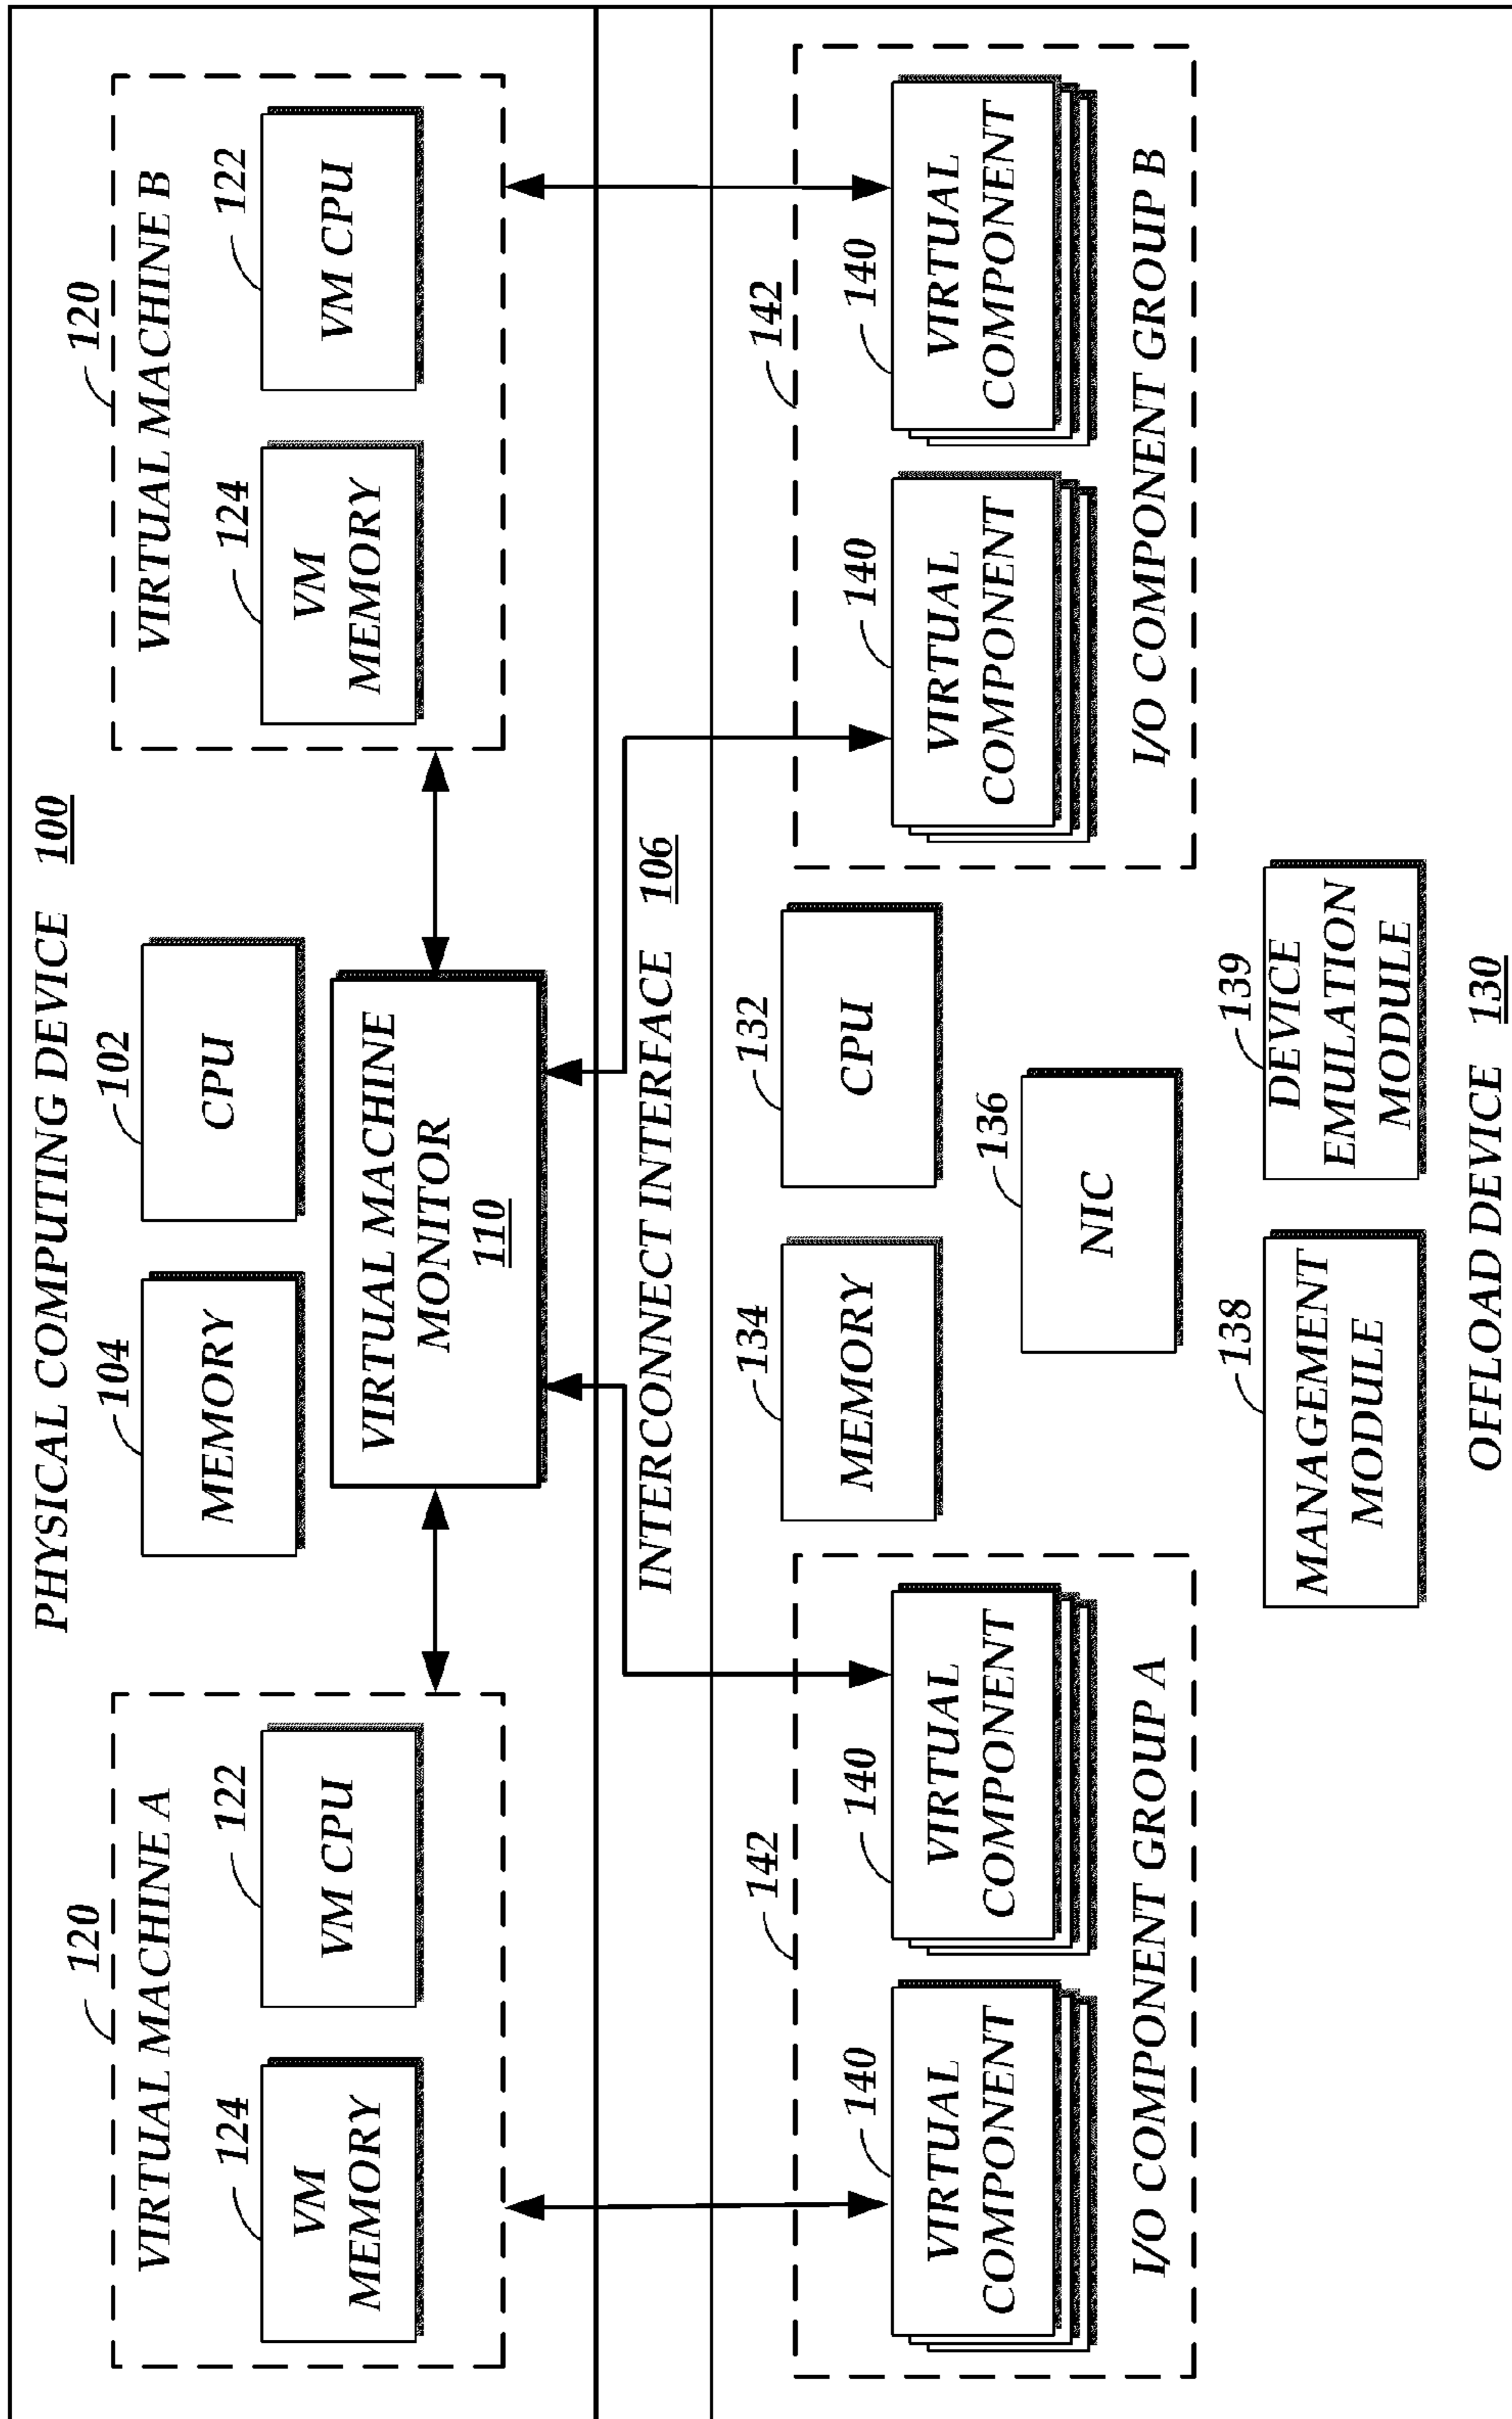 PHYSICAL COMPUTING DEVICE 100
120
VIRTUAL MACHINE A
124
VM
MEMORY
122
VM CPU
104
MEMORY
102
CPU
VIRTUAL MACHINE
MONITOR
110
120
VIRTUAL MACHINE B
124
VM
MEMORY
122
VM CPU
INTERCONNECT INTERFACE 106
142
140
VIRTUAL
COMPONENT
140
VIRTUAL
COMPONENT
I/O COMPONENT GROUP A
134
MEMORY
132
CPU
136
NIC
138
MANAGEMENT
MODULE
139
DEVICE
EMULATION
MODULE
142
140
VIRTUAL
COMPONENT
140
VIRTUAL
COMPONENT
I/O COMPONENT GROUP B
OFFLOAD DEVICE 130